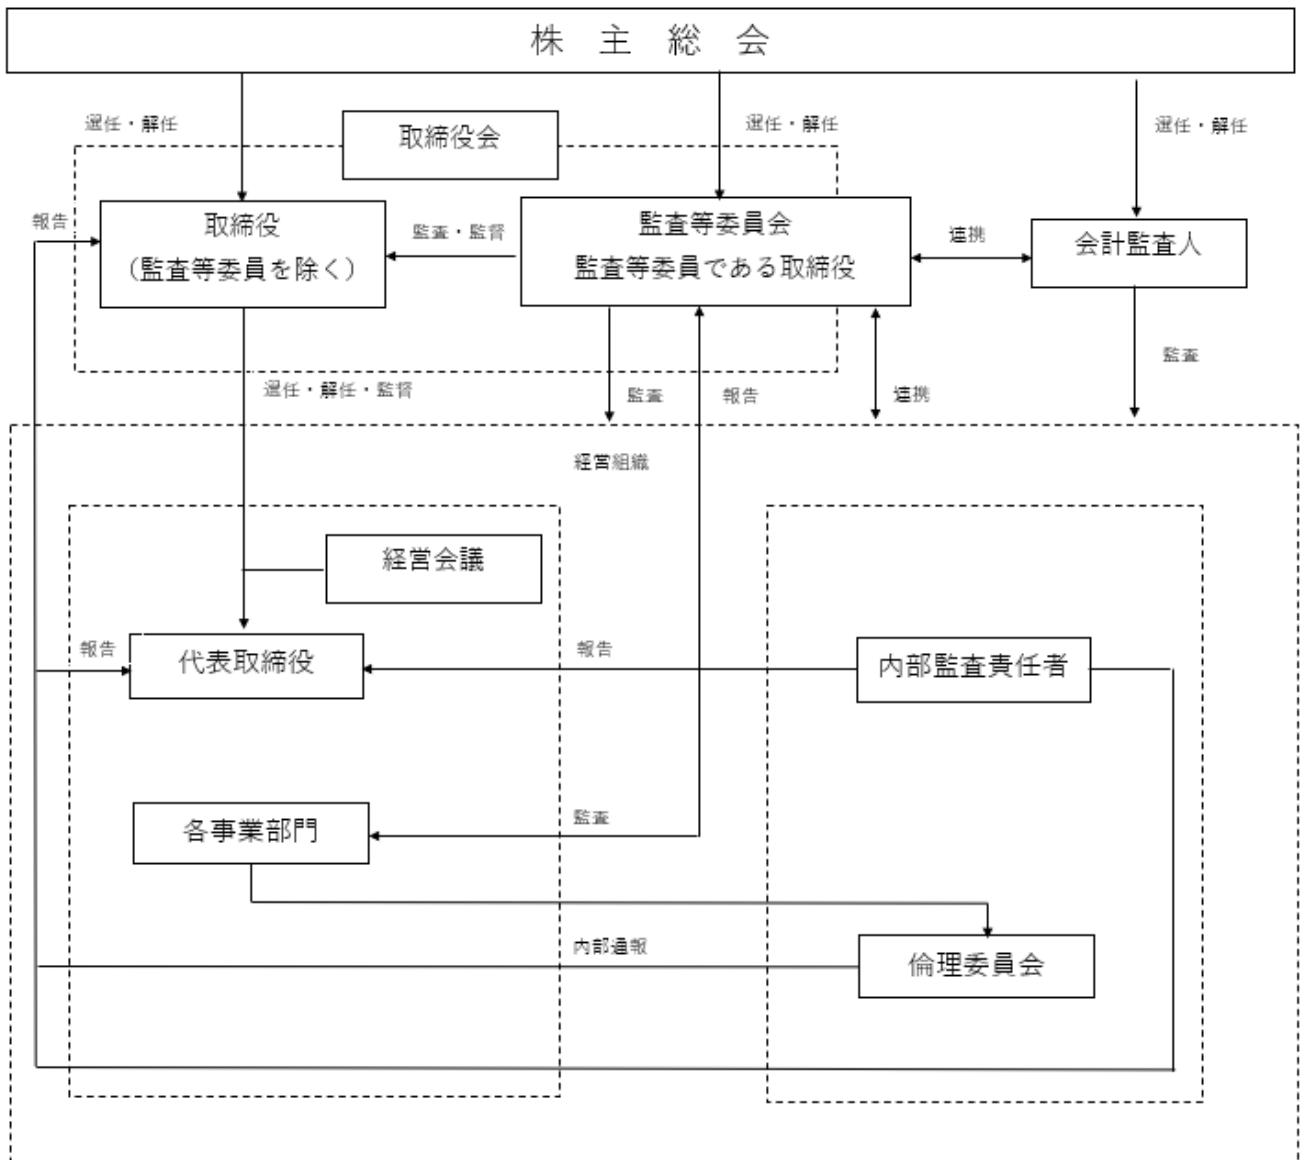 株主総会
選任・解任
取締役会
選任・解任
選任・解任
報告
取締役
（監査等委員を除く）
監査・監督
監査等委員会
監査等委員である取締役
連携
会計監査人
監査
選任・解任・監督
監査
報告
連携
経営組織
経営会議
報告
代表取締役
報告
内部監査責任者
各事業部門
監査
内部通報
倫理委員会